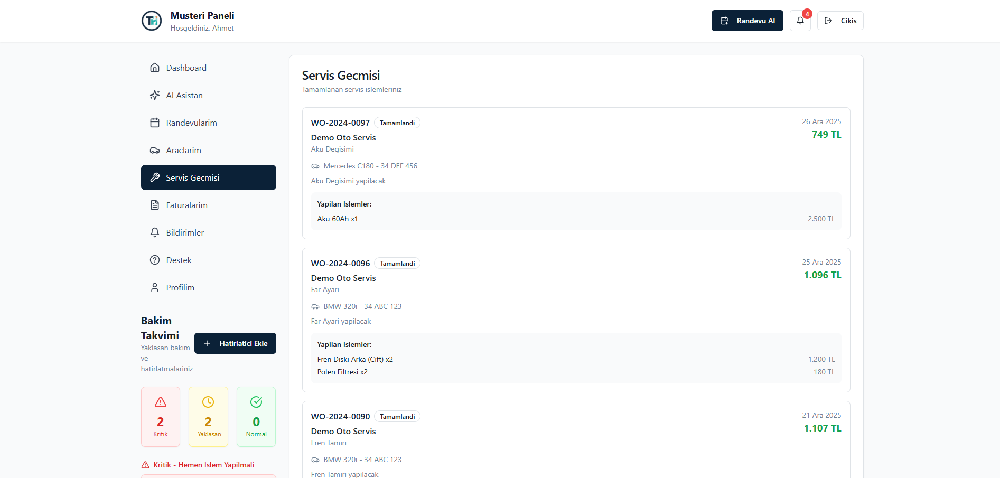 TH
Musteri Paneli
Hosgeldiniz, Ahmet
Randevu Al
4
Cikis
Dashboard
AI Asistan
Randevularim
Araclarim
Servis Gecmisi
Faturalarim
Bildirimler
Destek
Profilim
Bakim
Takvimi
Yaklasan bakim
ve
hatirlatmalariniz
Hatirlatici Ekle
2
Kritik
2
Yaklasan
0
Normal
Kritik - Hemen Islem Yapilmali
Servis Gecmisi
Tamamlanan servis islemleriniz
WO-2024-0097 Tamamlandi
26 Ara 2025
749 TL
Demo Oto Servis
Aku Degisimi
Mercedes C180 - 34 DEF 456
Aku Degisimi yapilacak
Yapilan Islemler:
Aku 60Ah x1 2.500 TL
WO-2024-0096 Tamamlandi
25 Ara 2025
1.096 TL
Demo Oto Servis
Far Ayari
BMW 320i - 34 ABC 123
Far Ayari yapilacak
Yapilan Islemler:
Fren Diski Arka (Cift) x2 1.200 TL
Polen Filtresi x2 180 TL
WO-2024-0090 Tamamlandi
21 Ara 2025
1.107 TL
Demo Oto Servis
Fren Tamiri
BMW 320i - 34 ABC 123
Fren Tamiri yapilacak